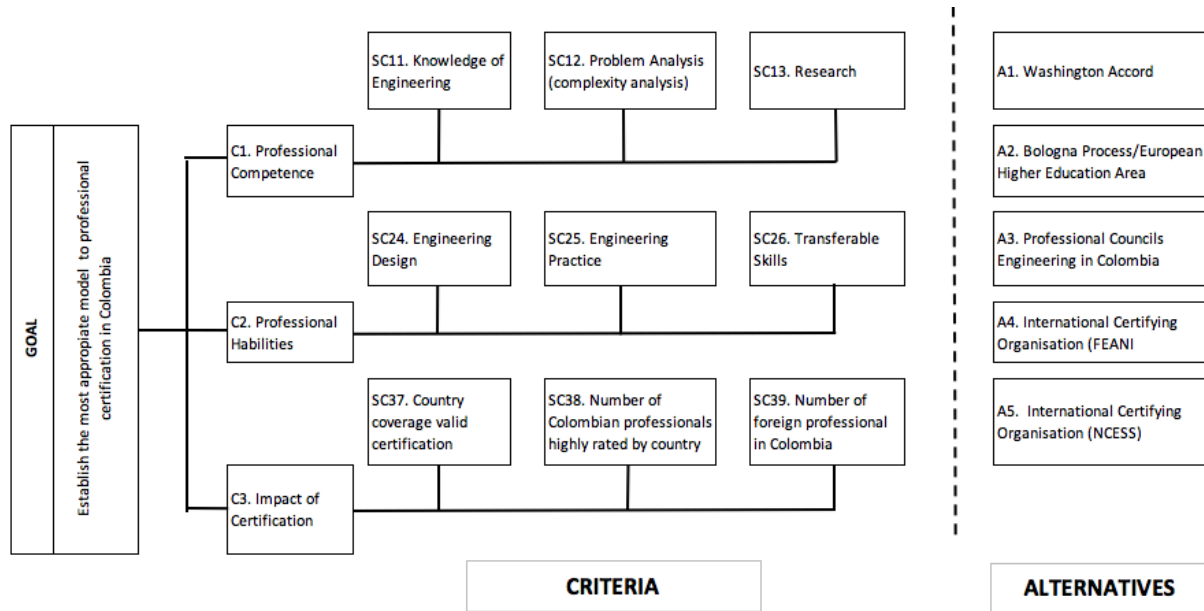 SC11. Knowledge of
Engineering
SC12. Problem Analysis
(complexity analysis)
SC13. Research
A1. Washington Accord
GOAL
Establish the most appropiate model to professional
certification in Colombia
C1. Professional
Competence
A2. Bologna Process/European
Higher Education Area
SC24. Engineering
Design
SC25. Engineering
Practice
SC26. Transferable
Skills
A3. Professional Councils
Engineering in Colombia
C2. Professional
Habilities
A4. International Certifying
Organisation (FEANI
SC37. Country
coverage valid
certification
SC38. Number of
Colombian professionals
highly rated by country
SC39. Number of
foreign professional
in Colombia
A5. International Certifying
Organisation (NCESS)
C3. Impact of
Certification
CRITERIA
ALTERNATIVES